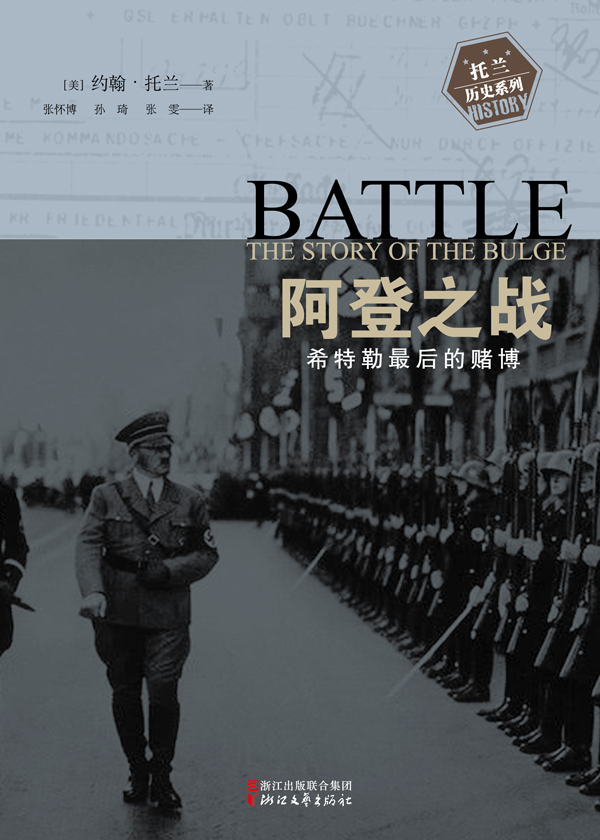 GSL ERHALTEN OBLT BUECHNER GFZPH +
[美] 约翰·托兰——著
张怀博 孙琦 张雯——译
托兰
历史系列
HISTORY
ME KOMMANDOSACHE - CHEFSACHE - NUR DURCH OFFIZIE
KR FRIEDENTHAL
BATTLE
THE STORY OF THE BULGE
阿登之战
希特勒最后的赌博
浙江出版联合集团
浙江文艺出版社